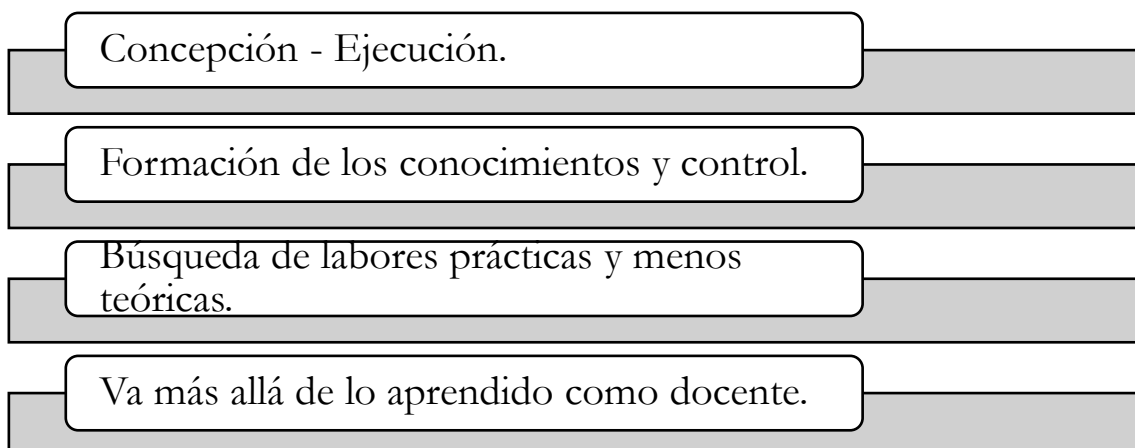 Concepción - Ejecución.
Formación de los conocimientos y control.
Búsqueda de labores prácticas y menos
teóricas.
Va más allá de lo aprendido como docente.